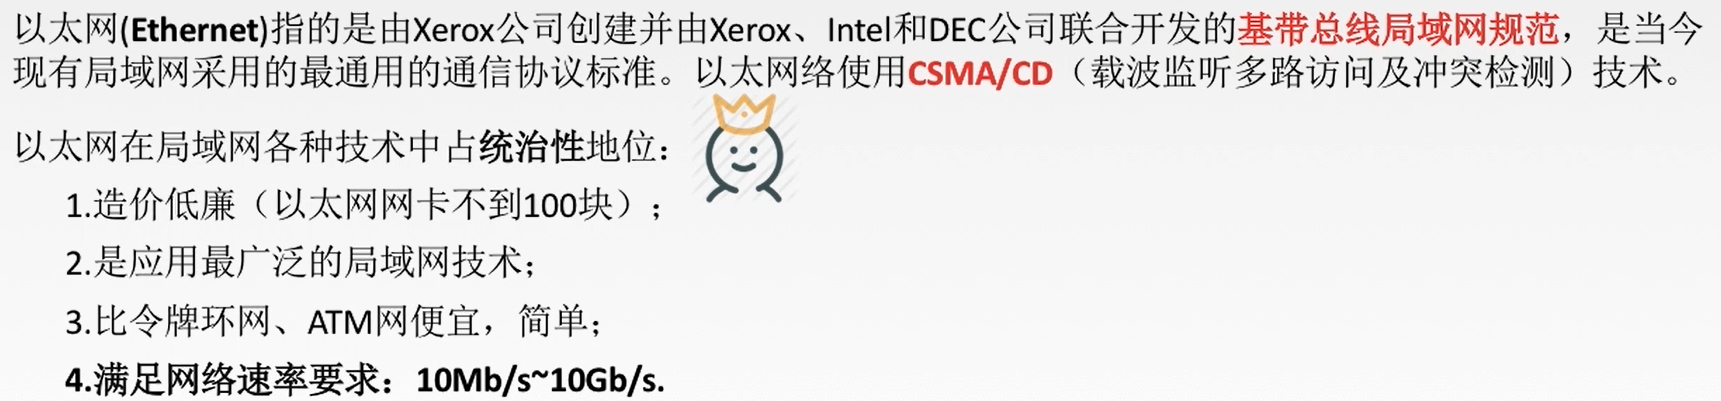 以太网(Ethernet)指的是由Xerox公司创建并由Xerox、Intel和DEC公司联合开发的基带总线局域网规范，是当今
现有局域网采用的最通用的通信协议标准。以太网络使用CSMA/CD（载波监听多路访问及冲突检测）技术。
以太网在局域网各种技术中占统治性地位：
1.造价低廉（以太网网卡不到100块）；
2.是应用最广泛的局域网技术；
3.比令牌环网、ATM网便宜，简单；
4.满足网络速率要求：10Mb/s~10Gb/s.